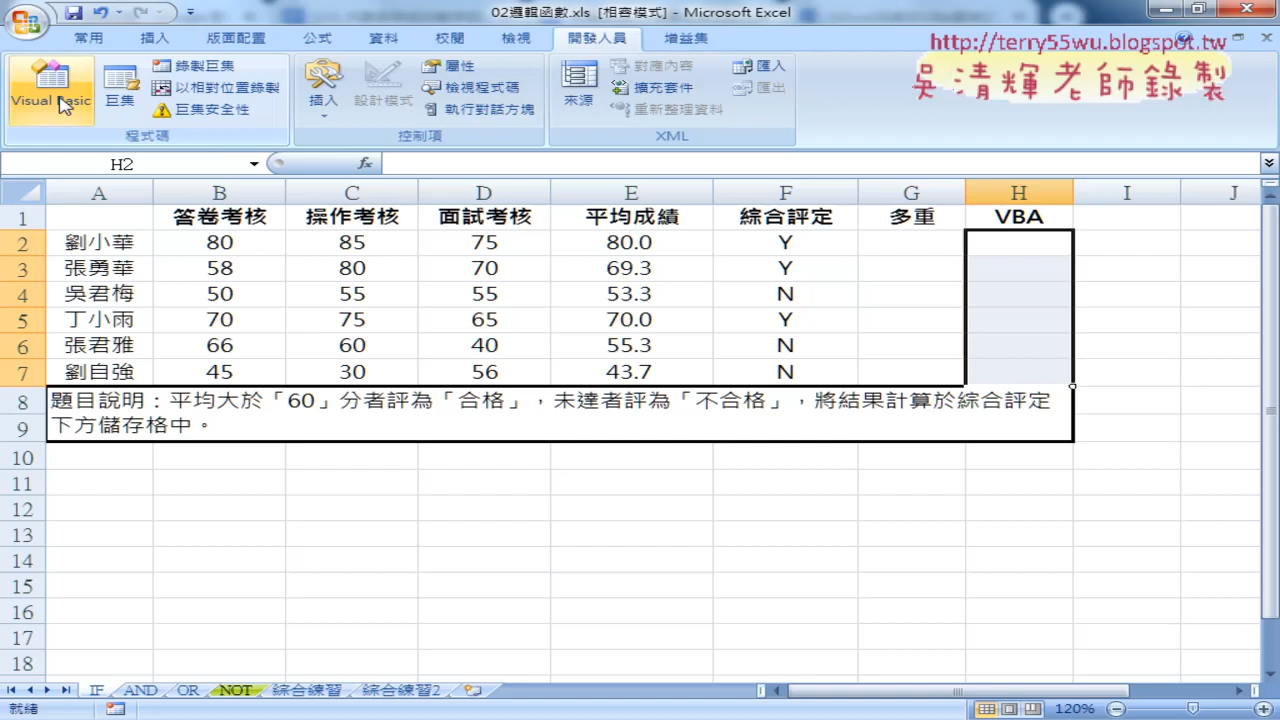 02邏輯函數.xls [相容模式] - Microsoft Excel
常用 插入 版面配置 公式 資料 校閱 檢視 開發人員 增益集
http://terry55wu.blogspot.tw
吳清輝老師錄製
Visual Basic 巨集 錄製巨集 以相對位置錄製 巨集安全性
插入 設計模式 屬性 檢視程式碼 執行對話方塊
來源 對應內容 擴充套件 重新整理資料 匯入 匯出
程式碼 控制項 XML
H2 fx
A B C D E F G H I J
1 答卷考核 操作考核 面試考核 平均成績 綜合評定 多重 VBA
2 劉小華 80 85 75 80.0 Y
3 張勇華 58 80 70 69.3 Y
4 吳君梅 50 55 55 53.3 N
5 丁小雨 70 75 65 70.0 Y
6 張君雅 66 60 40 55.3 N
7 劉自強 45 30 56 43.7 N
8 題目說明：平均大於「60」分者評為「合格」，未達者評為「不合格」，將結果計算於綜合評定
9 下方儲存格中。
10
11
12
13
14
15
16
17
18
IF AND OR NOT 綜合練習 綜合練習2
就緒 120%